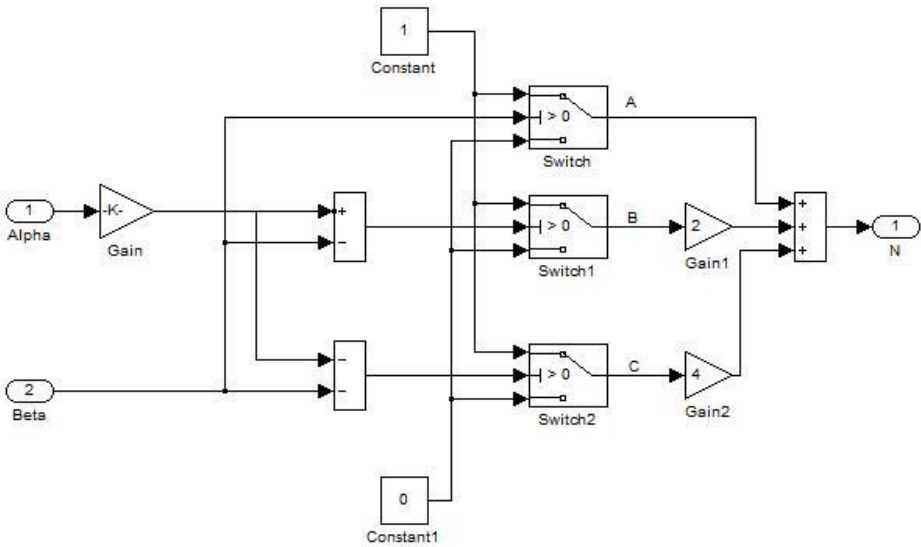 1
Constant
A
> 0
Switch
1
Alpha
-K-
Gain
+
−
B
> 0
Switch1
2
Gain1
+
+
+
1
N
2
Beta
−
−
C
> 0
Switch2
4
Gain2
0
Constant1